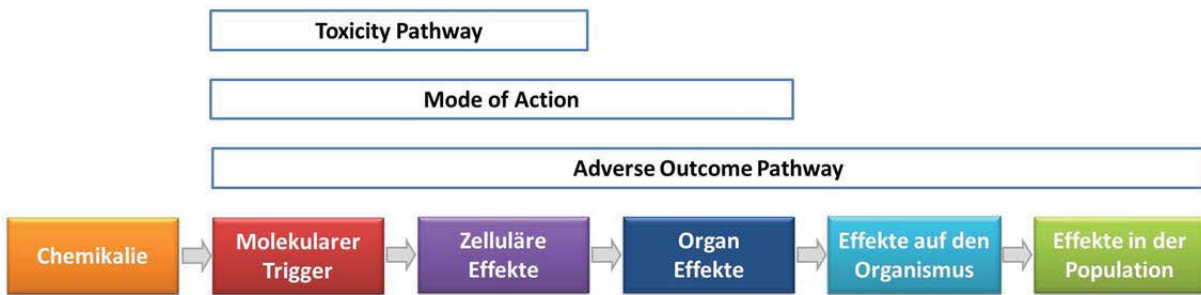 Toxicity Pathway
Mode of Action
Adverse Outcome Pathway
Chemikalie
Molekularer
Trigger
Zelluläre
Effekte
Organ
Effekte
Effekte auf den
Organismus
Effekte in der
Population